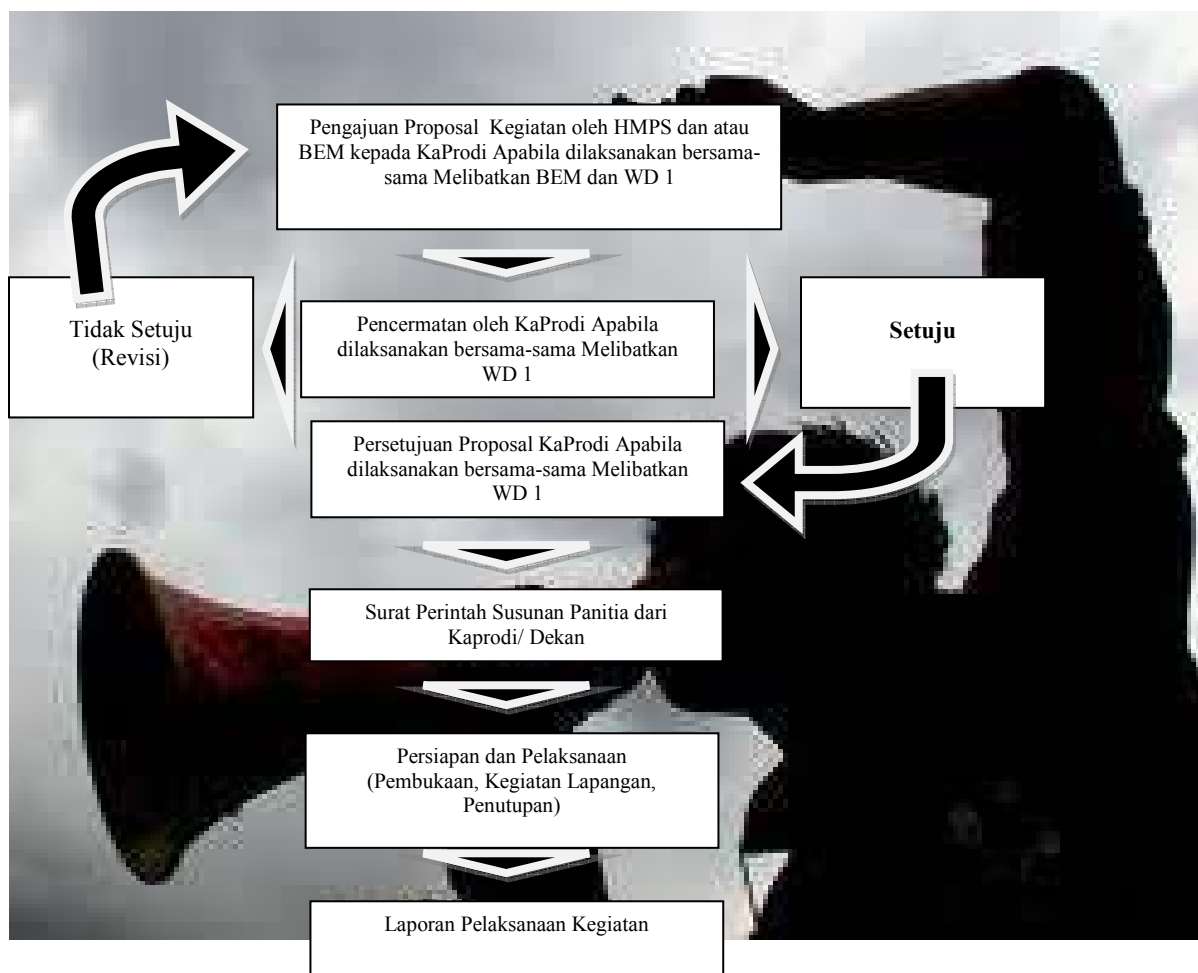 Pengajuan Proposal Kegiatan oleh HMPS dan atau
BEM kepada KaProdi Apabila dilaksanakan bersama-
sama Melibatkan BEM dan WD 1
Tidak Setuju
(Revisi)
Pencermatan oleh KaProdi Apabila
dilaksanakan bersama-sama Melibatkan
WD 1
Setuju
Persetujuan Proposal KaProdi Apabila
dilaksanakan bersama-sama Melibatkan
WD 1
Surat Perintah Susunan Panitia dari
Kaprodi/ Dekan
Persiapan dan Pelaksanaan
(Pembukaan, Kegiatan Lapangan,
Penutupan)
Laporan Pelaksanaan Kegiatan